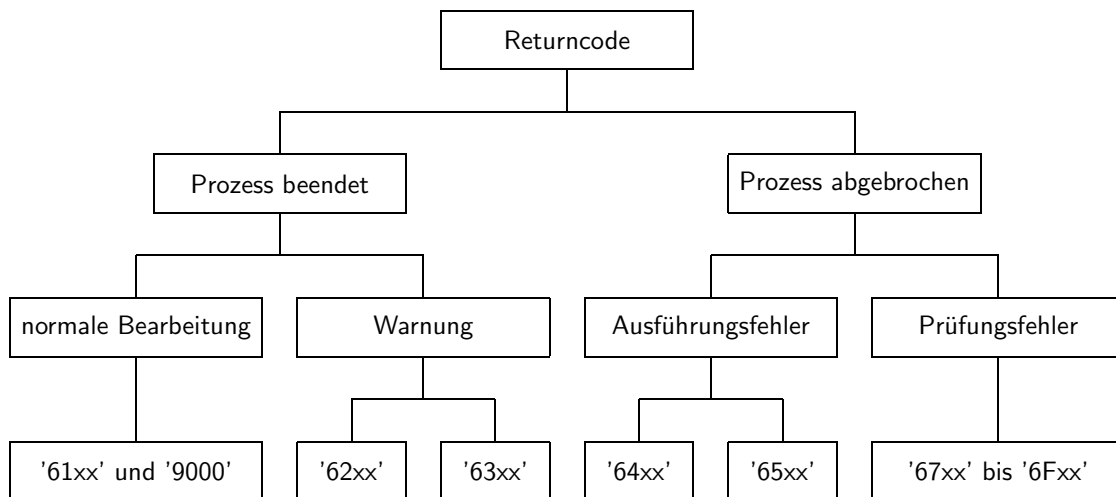 Returncode
Prozess beendet
Prozess abgebrochen
normale Bearbeitung
Warnung
Ausführungsfehler
Prüfungsfehler
'61xx' und '9000'
'62xx'
'63xx'
'64xx'
'65xx'
'67xx' bis '6Fxx'